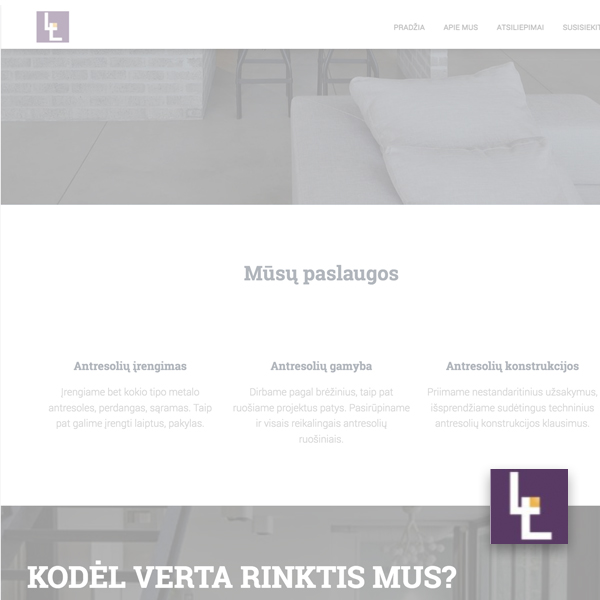 PRADŽIA APIE MUS ATSILIEPIMAI SUSISIEKIT
Mūsų paslaugos
Antresolių įrengimas
Įrengiame bet kokio tipo metalo
antresoles, perdangas, sąramas. Taip
pat galime įrengti laiptus, pakylas.
Antresolių gamyba
Dirbame pagal brėžinius, taip pat
ruošiame projektus patys. Pasirūpiname
ir visais reikalingais antresolių
ruošiniais.
Antresolių konstrukcijos
Priimame nestandaritinius užsakymus,
išsprendžiame sudėtingus techninius
antresolių konstrukcijos klausimus.
KODĖL VERTA RINKTIS MUS?